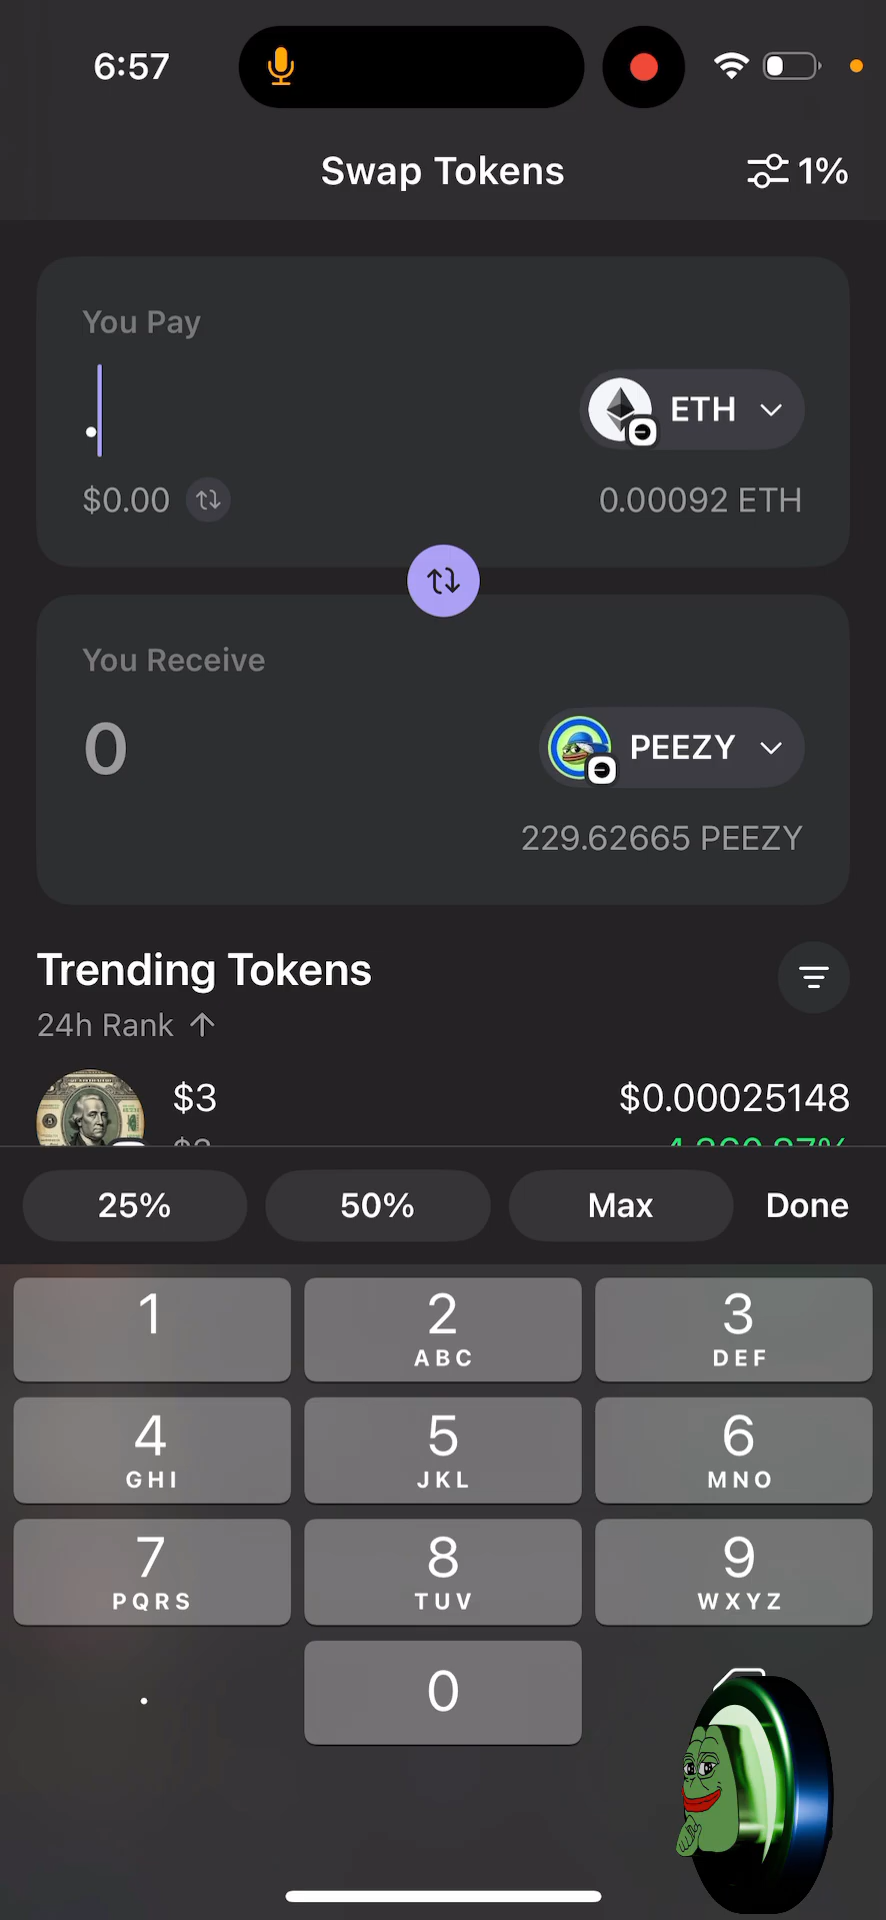 6:57
Swap Tokens
1%
You Pay
.
ETH
$0.00
0.00092 ETH
You Receive
0
PEEZY
229.62665 PEEZY
Trending Tokens
24h Rank
$3
$0.00025148
25%
50%
Max
Done
1
2
ABC
3
DEF
4
GHI
5
JKL
6
MNO
7
PQRS
8
TUV
9
WXYZ
.
0